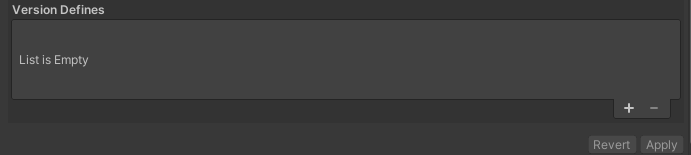 Version Defines
List is Empty
+ −
Revert Apply